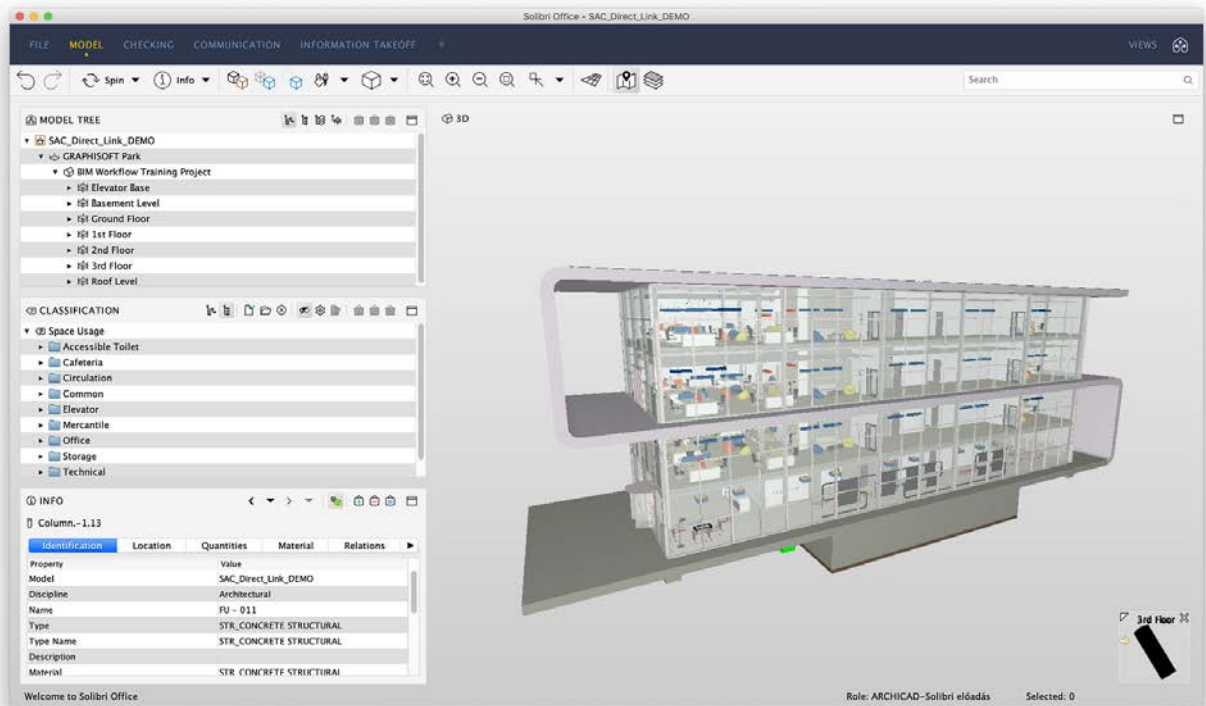 Solibri Office - SAC_Direct_Link_DEMO
FILE MODEL CHECKING COMMUNICATION INFORMATION TAKEOFF + VIEWS
Spin Info Search
MODEL TREE
SAC_Direct_Link_DEMO
GRAPHISOFT Park
BIM Workflow Training Project
Elevator Base
Basement Level
Ground Floor
1st Floor
2nd Floor
3rd Floor
Roof Level
CLASSIFICATION
Space Usage
Accessible Toilet
Cafeteria
Circulation
Common
Elevator
Mercantile
Office
Storage
Technical
INFO
Column.-1.13
Identification Location Quantities Material Relations
Property Value
Model SAC_Direct_Link_DEMO
Discipline Architectural
Name FU - 011
Type STR_CONCRETE STRUCTURAL
Type Name STR_CONCRETE STRUCTURAL
Description
Material STR_CONCRETE STRUCTURAL
3D
3rd Floor
Welcome to Solibri Office Role: ARCHICAD-Solibri előadás Selected: 0